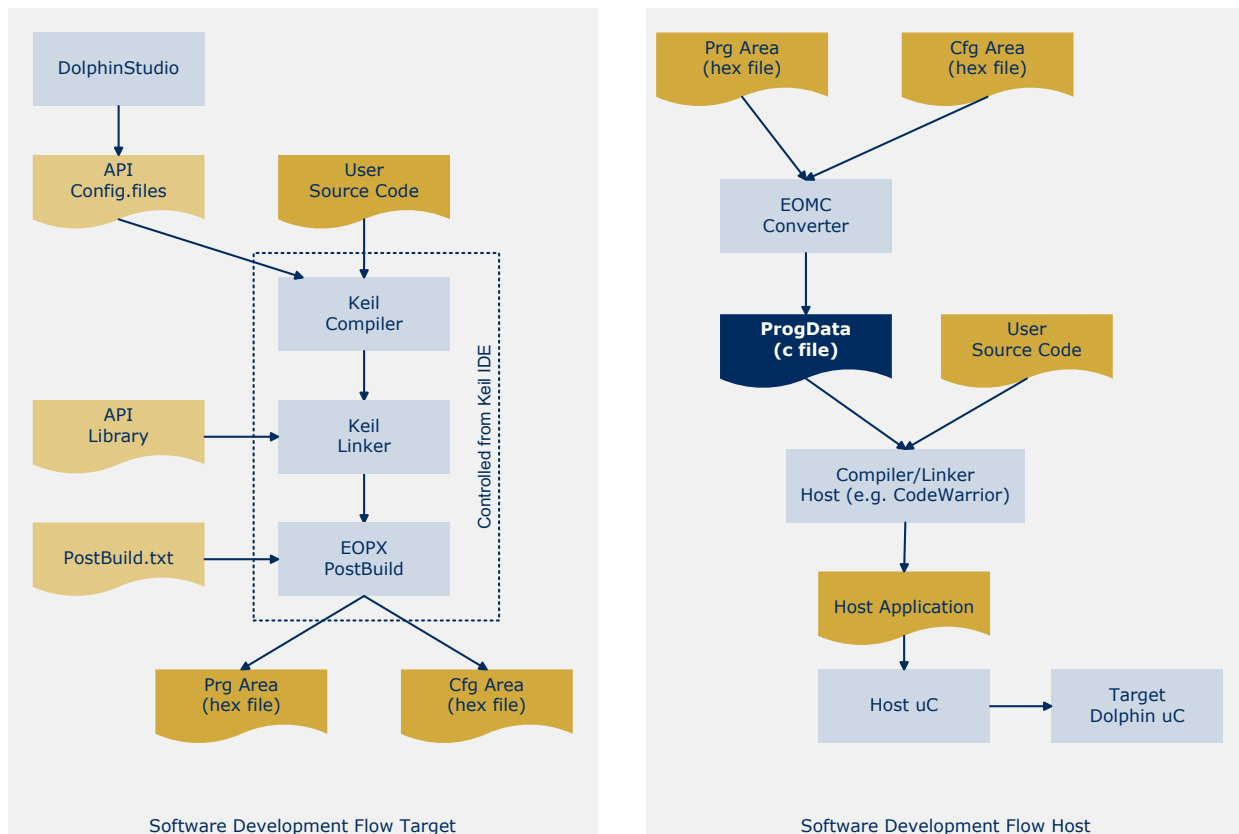 DolphinStudio
API
Config.files
User
Source Code
Keil
Compiler
API
Library
Keil
Linker
PostBuild.txt
EOPX
PostBuild
Controlled from Keil IDE
Prg Area
(hex file)
Cfg Area
(hex file)
Software Development Flow Target
Prg Area
(hex file)
Cfg Area
(hex file)
EOMC
Converter
ProgData
(c file)
User
Source Code
Compiler/Linker
Host (e.g. CodeWarrior)
Host Application
Host uC
Target
Dolphin uC
Software Development Flow Host